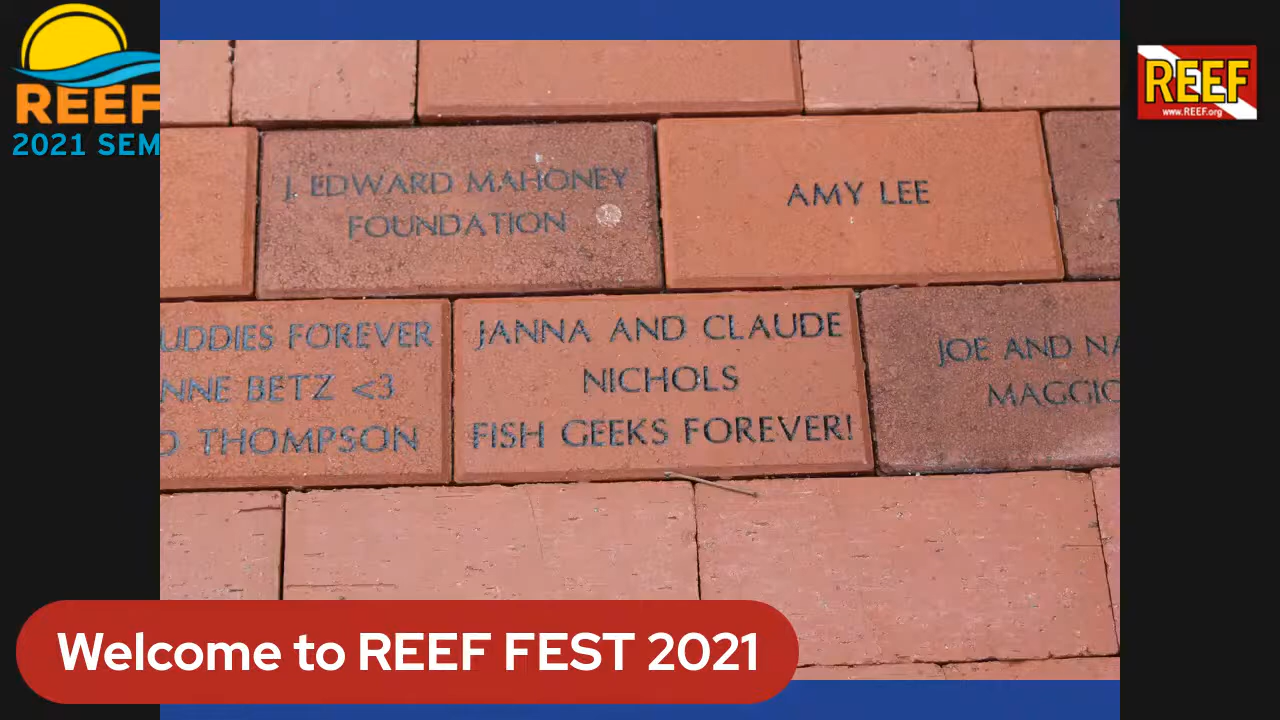 REEF
2021 SEM
REEF
www.REEF.org
J. EDWARD MAHONEY
FOUNDATION
AMY LEE
UDDIES FOREVER
NNE BETZ <3
THOMPSON
JANNA AND CLAUDE
NICHOLS
FISH GEEKS FOREVER!
JOE AND NA
MAGGIO
Welcome to REEF FEST 2021